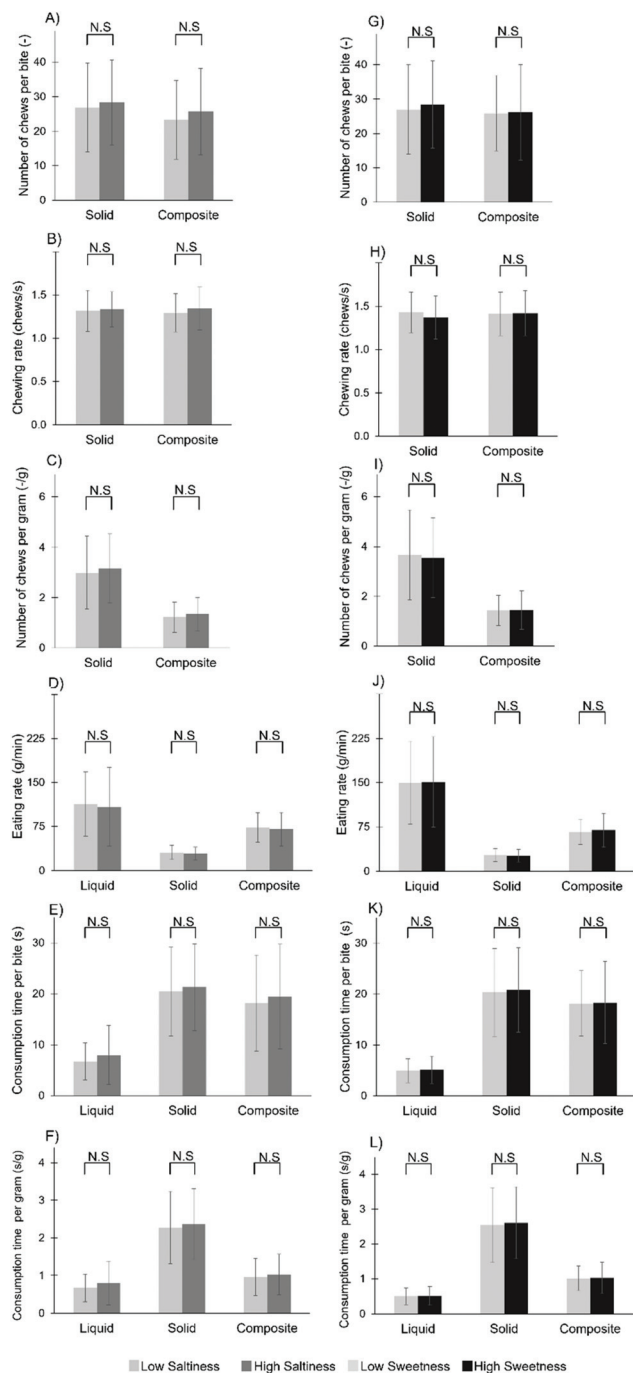 A)
N.S
N.S
Number of chews per bite (-)
40
30
20
10
0
Solid
Composite
B)
N.S
N.S
Chewing rate (chews/s)
1.5
1.0
0.5
0.0
Solid
Composite
C)
N.S
N.S
Number of chews per gram (-/g)
6
4
2
0
Solid
Composite
D)
N.S
N.S
N.S
Eating rate (g/min)
225
150
75
0
Liquid
Solid
Composite
E)
N.S
N.S
N.S
Consumption time per bite (s)
30
20
10
0
Liquid
Solid
Composite
F)
N.S
N.S
N.S
Consumption time per gram (s/g)
4
3
2
1
0
Liquid
Solid
Composite
G)
N.S
N.S
Number of chews per bite (-)
40
30
20
10
0
Solid
Composite
H)
N.S
N.S
Chewing rate (chews/s)
1.5
1.0
0.5
0.0
Solid
Composite
I)
N.S
N.S
Number of chews per gram (-/g)
6
4
2
0
Solid
Composite
J)
N.S
N.S
N.S
Eating rate (g/min)
225
150
75
0
Liquid
Solid
Composite
K)
N.S
N.S
N.S
Consumption time per bite (s)
30
20
10
0
Liquid
Solid
Composite
L)
N.S
N.S
N.S
Consumption time per gram (s/g)
4
3
2
1
0
Liquid
Solid
Composite
Low Saltiness High Saltiness Low Sweetness High Sweetness